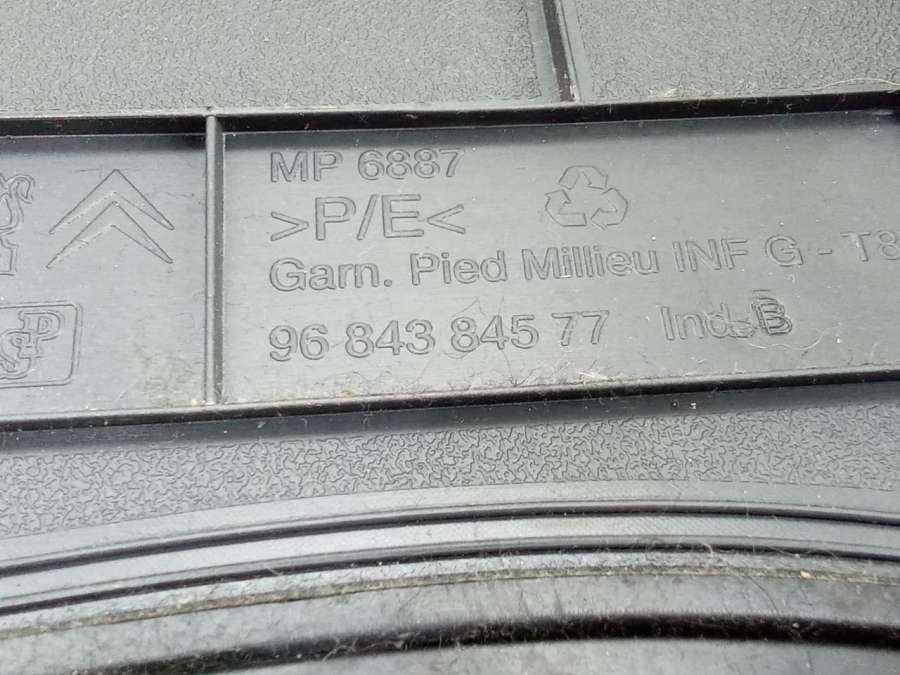 MP 6887
>P/E<
Garn. Pied Millieu INF G - T8
96 843 845 77 Ind. B